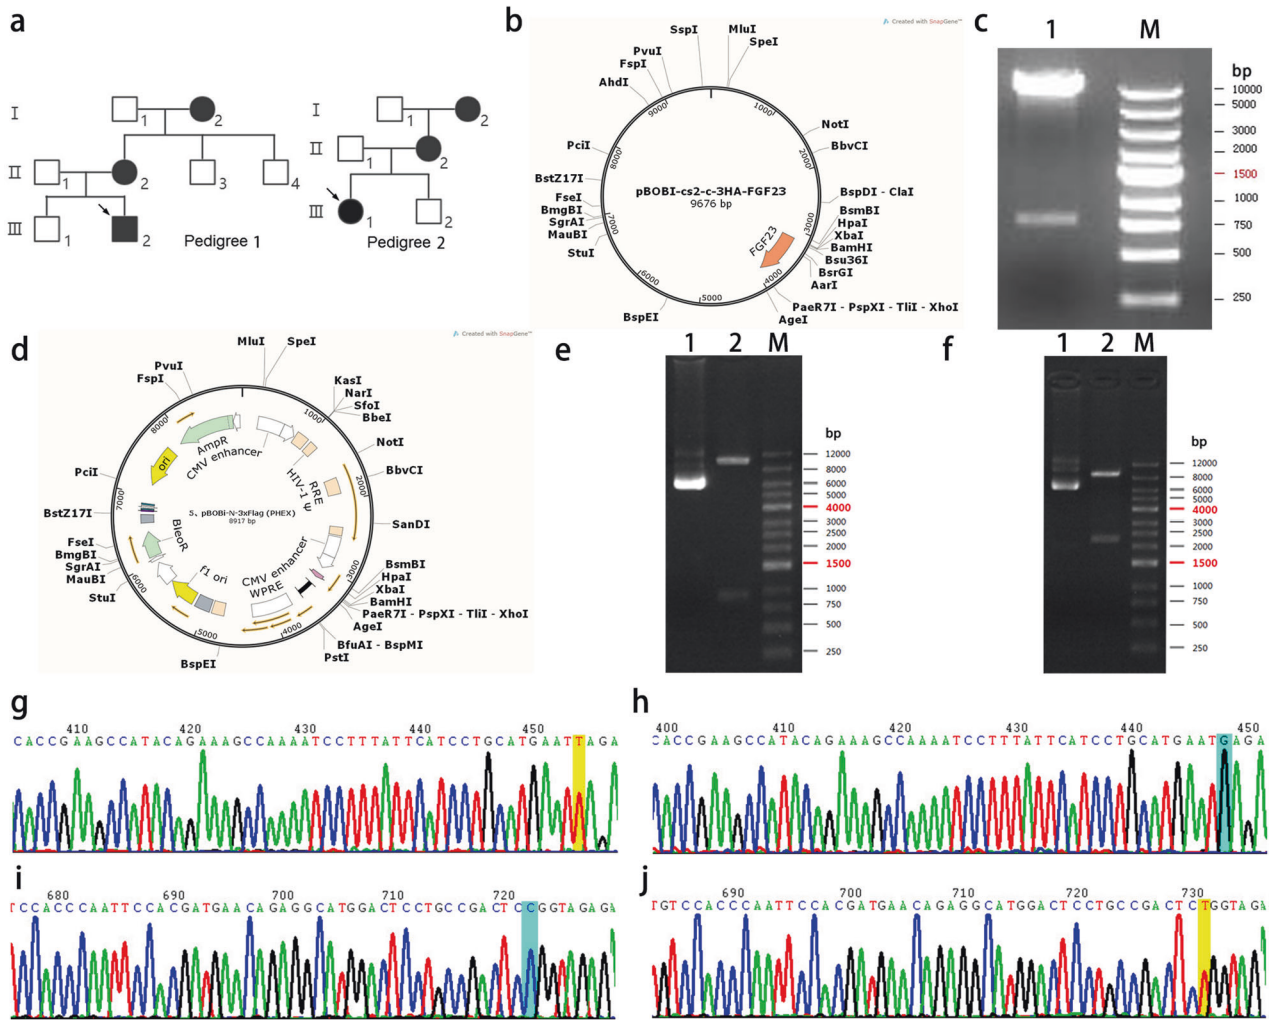 a
I
II
III
1
2
1
2
3
4
1
2
Pedigree 1
I
II
III
1
2
1
2
1
2
Pedigree 2
b
Created with SnapGene™
SspI
MluI
SpeI
PvuI
FspI
AhdI
PciI
BstZ17I
FseI
BmgBI
SgrAI
MauBI
StuI
BspEI
NotI
BbvCI
BspDI - ClaI
BsmBI
HpaI
XbaI
BamHI
Bsu36I
BsrGI
AarI
PaeR7I - PspXI - TliI - XhoI
AgeI
1000
2000
3000
4000
5000
6000
7000
8000
9000
pBOBI-cs2-c-3HA-FGF23
9676 bp
FGF23
c
1 M
bp
10000
5000
3000
2000
1500
1000
750
500
250
d
Created with SnapGene™
MluI
SpeI
PvuI
FspI
KasI
NarI
SfoI
BbeI
NotI
BbvCI
SanDI
BsmBI
HpaI
XbaI
BamHI
PaeR7I - PspXI - TliI - XhoI
AgeI
BfuAI - BspMI
PstI
BspEI
StuI
MauBI
SgrAI
BmgBI
FseI
BstZ17I
PciI
1000
2000
3000
4000
5000
6000
7000
8000
AmpR
CMV enhancer
HIV-1 Ψ
RRE
ori
5、pBOBi-N-3xFlag (PHEX)
8917 bp
BleoR
f1 ori
CMV enhancer
WPRE
e
1 2 M
bp
12000
8000
6000
5000
4000
3000
2500
2000
1500
1000
750
500
250
f
1 2 M
bp
12000
8000
6000
5000
4000
3000
2500
2000
1500
1000
750
500
250
g
410 420 430 440 450
CACCGAAGCCATACAGAAAGCCAAAATCCTTTATTCATCCTGCATGAATTAGA
h
400 410 420 430 440 450
CACCGAAGCCATACAGAAAGCCAAAATCCTTTATTCATCCTGCATGAATGAGA
i
680 690 700 710 720
TCCACCCAATTCCACGATGAACAGAGGCATGGACTCCTGCCGACTCCGGTAGAGA
j
690 700 710 720 730
TGTCCACCCAATTCCACGATGAACAGAGGCATGGACTCCTGCCGACTCTGGTAGA